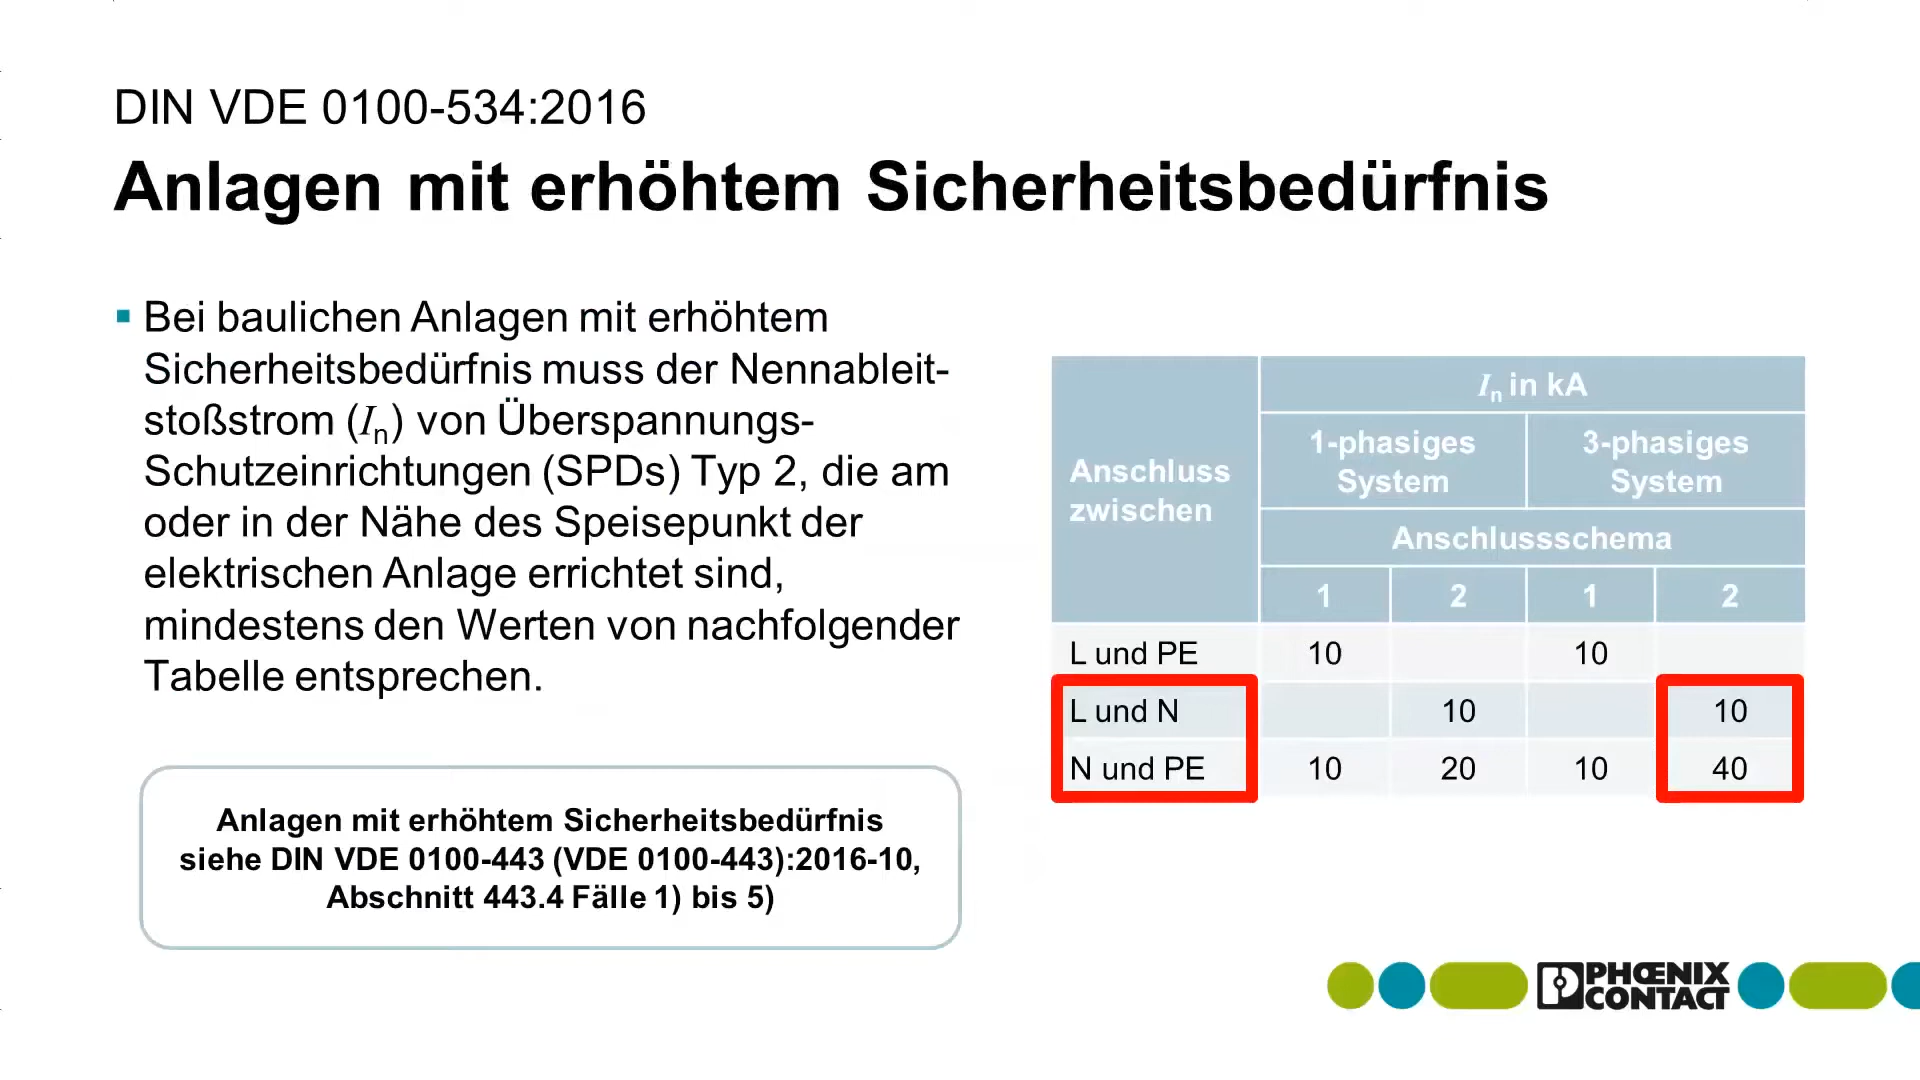 DIN VDE 0100-534:2016
Anlagen mit erhöhtem Sicherheitsbedürfnis
▪ Bei baulichen Anlagen mit erhöhtem
Sicherheitsbedürfnis muss der Nennableit-
stoßstrom (In) von Überspannungs-
Schutzeinrichtungen (SPDs) Typ 2, die am
oder in der Nähe des Speisepunkt der
elektrischen Anlage errichtet sind,
mindestens den Werten von nachfolgender
Tabelle entsprechen.
Anlagen mit erhöhtem Sicherheitsbedürfnis
siehe DIN VDE 0100-443 (VDE 0100-443):2016-10,
Abschnitt 443.4 Fälle 1) bis 5)
Anschluss
zwischen
In in kA
1-phasiges
System
3-phasiges
System
Anschlussschema
1 2 1 2
L und PE 10 10
L und N 10 10
N und PE 10 20 10 40
PHŒNIX
CONTACT